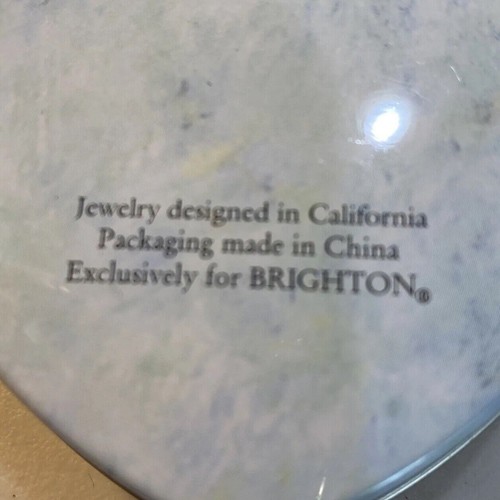 Jewelry designed in California
Packaging made in China
Exclusively for BRIGHTON®